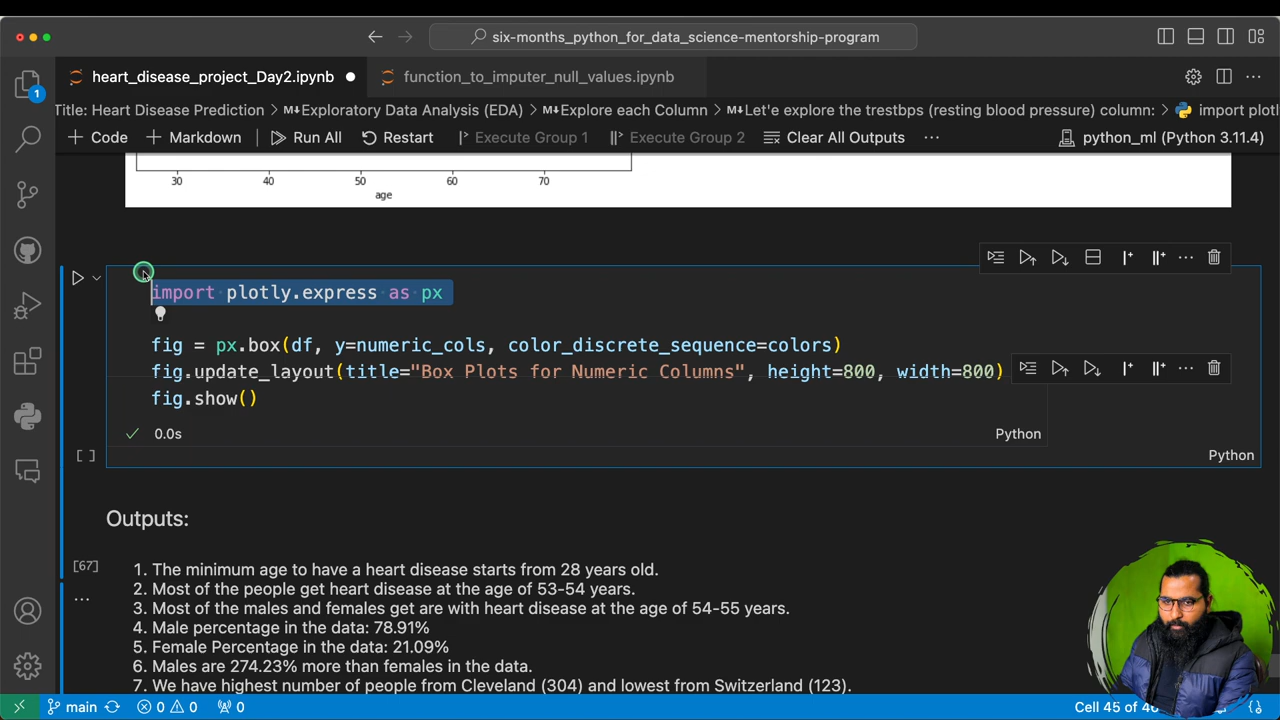 six-months_python_for_data_science-mentorship-program
heart_disease_project_Day2.ipynb
function_to_imputer_null_values.ipynb
1
Title: Heart Disease Prediction > M↓Exploratory Data Analysis (EDA) > M↓Explore each Column > M↓Let's explore the trestbps (resting blood pressure) column: > import plotl
+ Code + Markdown Run All Restart Execute Group 1 Execute Group 2 Clear All Outputs ... python_ml (Python 3.11.4)
30 40 50 60 70
age
import plotly.express as px
fig = px.box(df, y=numeric_cols, color_discrete_sequence=colors)
fig.update_layout(title="Box Plots for Numeric Columns", height=800, width=800)
fig.show()
0.0s
Python
[ ]
Python
Outputs:
[67]
...
1. The minimum age to have a heart disease starts from 28 years old.
2. Most of the people get heart disease at the age of 53-54 years.
3. Most of the males and females get are with heart disease at the age of 54-55 years.
4. Male percentage in the data: 78.91%
5. Female Percentage in the data: 21.09%
6. Males are 274.23% more than females in the data.
7. We have highest number of people from Cleveland (304) and lowest from Switzerland (123).
main 0 0 0 Cell 45 of 46